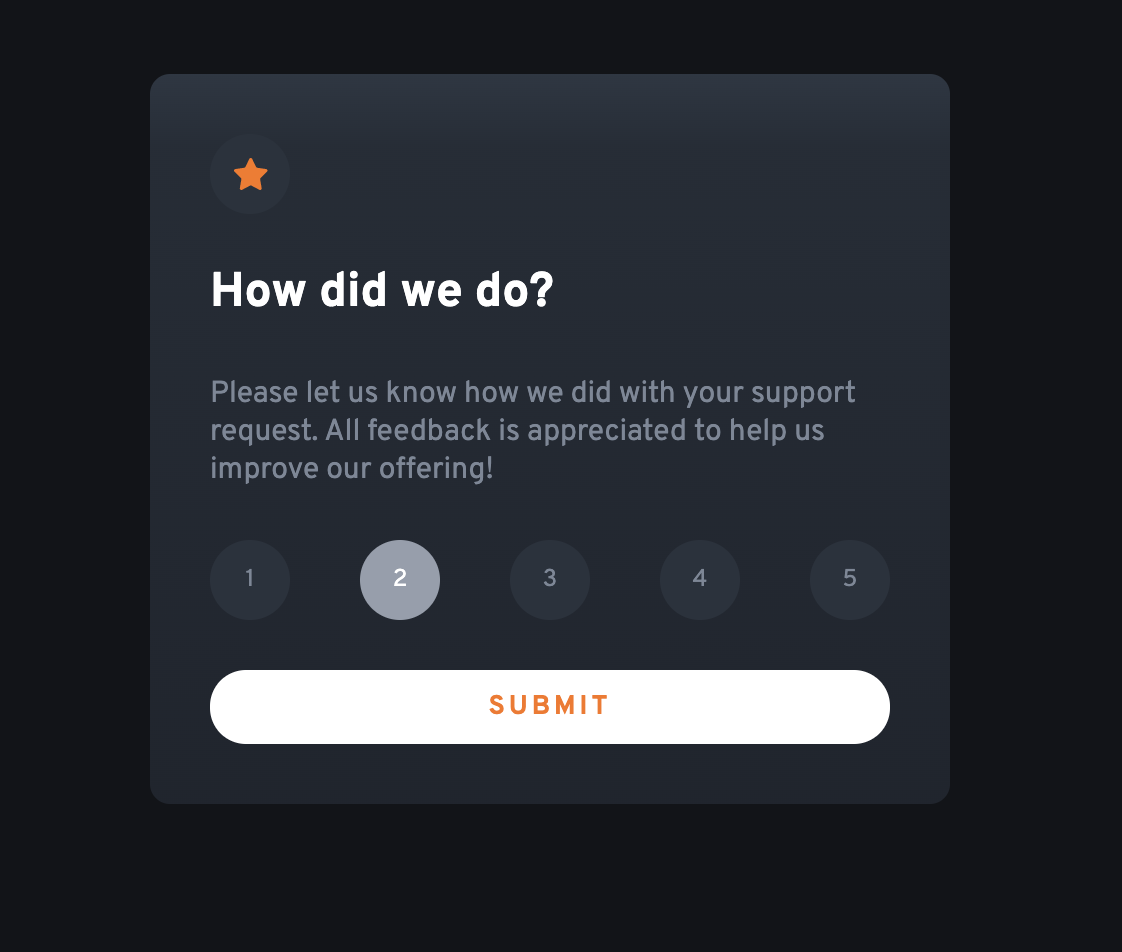 How did we do?
Please let us know how we did with your support
request. All feedback is appreciated to help us
improve our offering!
1 2 3 4 5
SUBMIT